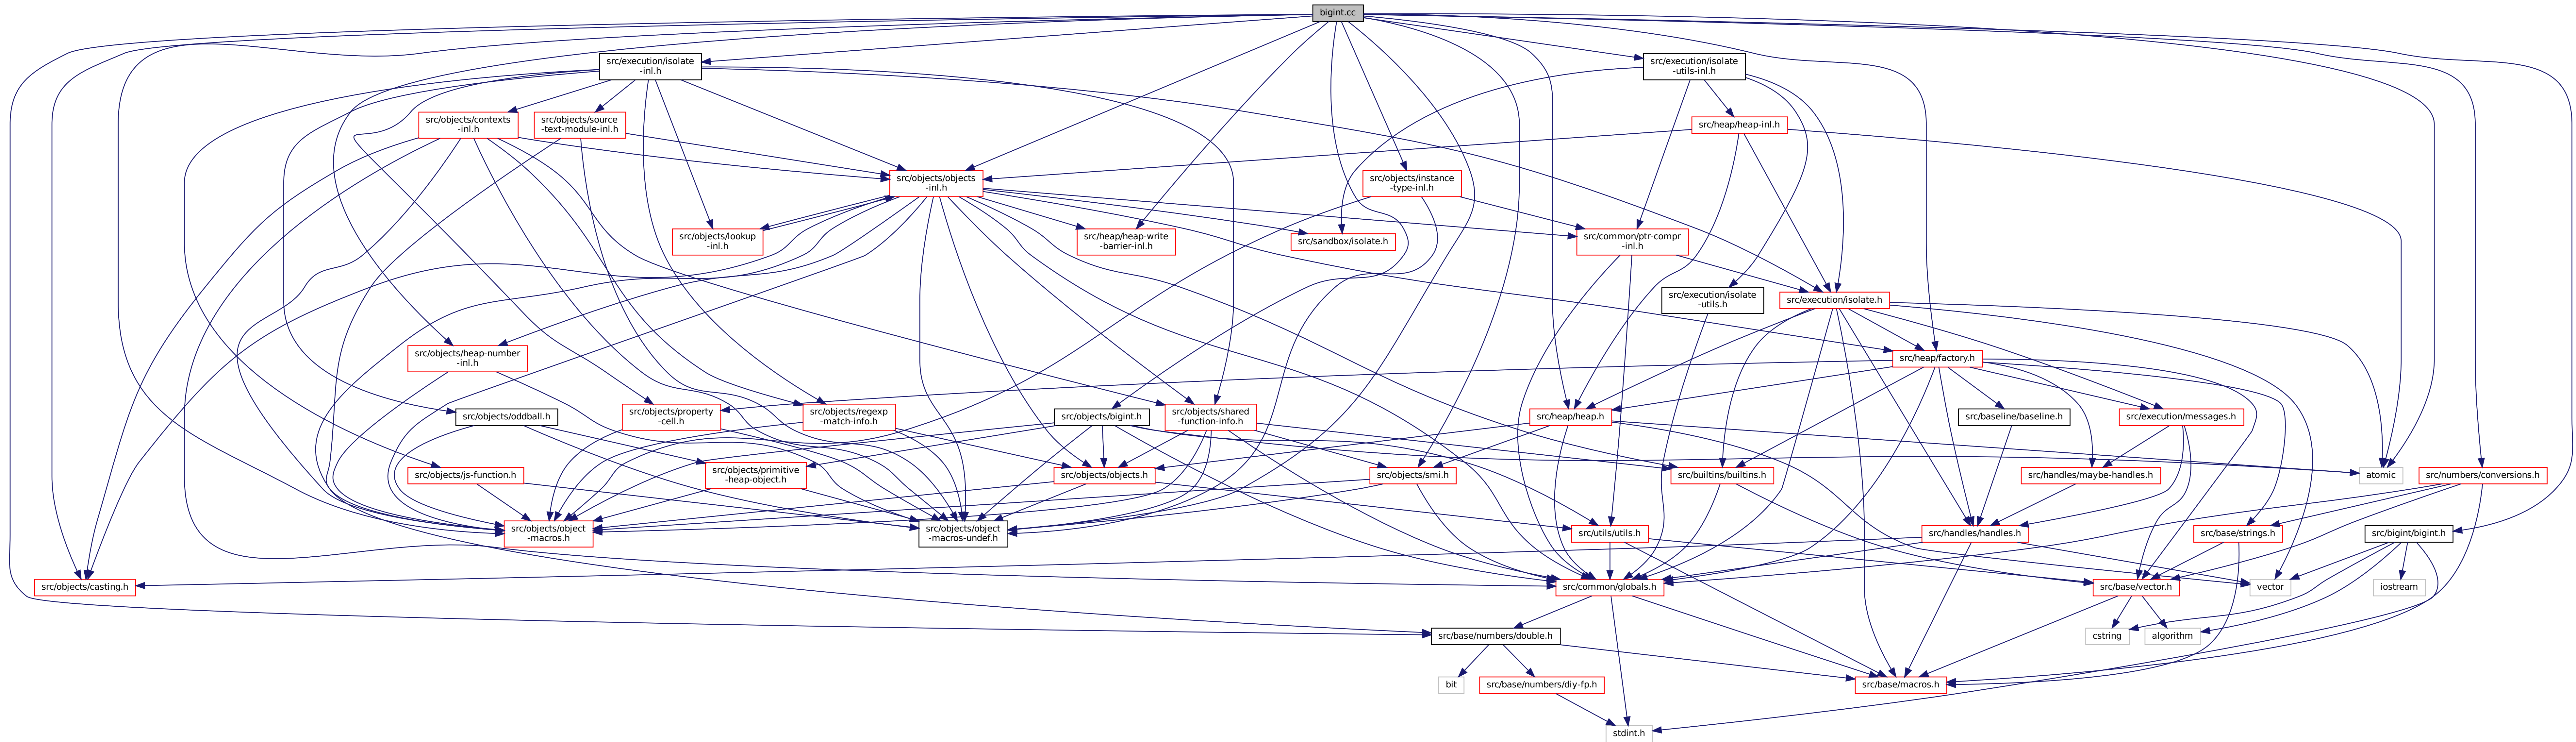 bigint.cc
src/execution/isolate
-inl.h
src/execution/isolate
-utils-inl.h
src/objects/contexts
-inl.h
src/objects/source
-text-module-inl.h
src/heap/heap-inl.h
src/objects/objects
-inl.h
src/objects/instance
-type-inl.h
src/objects/lookup
-inl.h
src/heap/heap-write
-barrier-inl.h
src/sandbox/isolate.h
src/common/ptr-compr
-inl.h
src/execution/isolate
-utils.h
src/execution/isolate.h
src/objects/heap-number
-inl.h
src/heap/factory.h
src/objects/oddball.h
src/objects/property
-cell.h
src/objects/regexp
-match-info.h
src/objects/bigint.h
src/objects/shared
-function-info.h
src/heap/heap.h
src/baseline/baseline.h
src/execution/messages.h
src/objects/js-function.h
src/objects/primitive
-heap-object.h
src/objects/objects.h
src/objects/smi.h
src/builtins/builtins.h
src/handles/maybe-handles.h
atomic
src/numbers/conversions.h
src/objects/object
-macros.h
src/objects/object
-macros-undef.h
src/utils/utils.h
src/handles/handles.h
src/base/strings.h
src/bigint/bigint.h
src/objects/casting.h
src/common/globals.h
src/base/vector.h
vector
iostream
src/base/numbers/double.h
cstring
algorithm
bit
src/base/numbers/diy-fp.h
src/base/macros.h
stdint.h